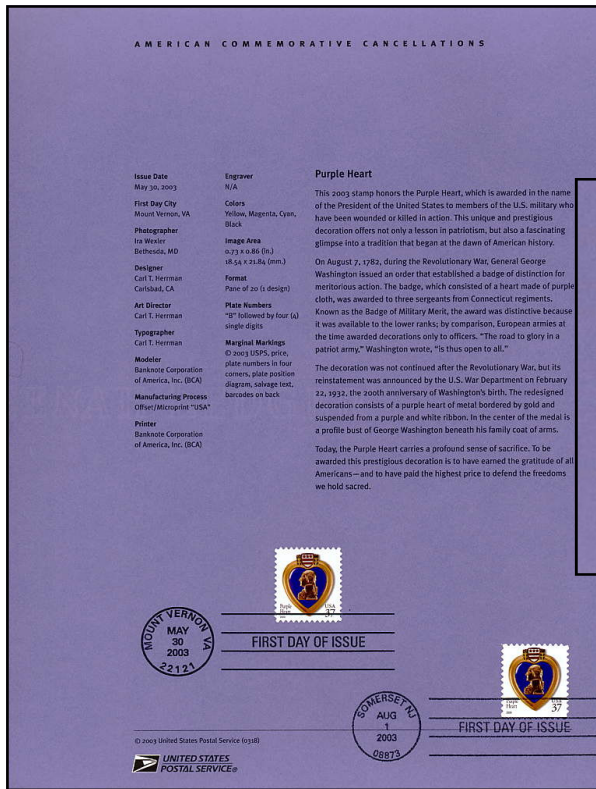 AMERICAN COMMEMORATIVE CANCELLATIONS
Issue Date
May 30, 2003
First Day City
Mount Vernon, VA
Photographer
Ira Wexler
Bethesda, MD
Designer
Carl T. Herrman
Carlsbad, CA
Art Director
Carl T. Herrman
Typographer
Carl T. Herrman
Modeler
Banknote Corporation
of America, Inc. (BCA)
Manufacturing Process
Offset/Microprint "USA"
Printer
Banknote Corporation
of America, Inc. (BCA)
Engraver
N/A
Colors
Yellow, Magenta, Cyan,
Black
Image Area
0.73 x 0.86 (in.)
18.54 x 21.84 (mm.)
Format
Pane of 20 (1 design)
Plate Numbers
"B" followed by four (4)
single digits
Marginal Markings
© 2003 USPS, price,
plate numbers in four
corners, plate position
diagram, salvage text,
barcodes on back
Purple Heart
This 2003 stamp honors the Purple Heart, which is awarded in the name
of the President of the United States to members of the U.S. military who
have been wounded or killed in action. This unique and prestigious
decoration offers not only a lesson in patriotism, but also a fascinating
glimpse into a tradition that began at the dawn of American history.
On August 7, 1782, during the Revolutionary War, General George
Washington issued an order that established a badge of distinction for
meritorious action. The badge, which consisted of a heart made of purple
cloth, was awarded to three sergeants from Connecticut regiments.
Known as the Badge of Military Merit, the award was distinctive because
it was available to the lower ranks; by comparison, European armies at
the time awarded decorations only to officers. "The road to glory in a
patriot army," Washington wrote, "is thus open to all."
The decoration was not continued after the Revolutionary War, but its
reinstatement was announced by the U.S. War Department on February
22, 1932, the 200th anniversary of Washington's birth. The redesigned
decoration consists of a purple heart of metal bordered by gold and
suspended from a purple and white ribbon. In the center of the medal is
a profile bust of George Washington beneath his family coat of arms.
Today, the Purple Heart carries a profound sense of sacrifice. To be
awarded this prestigious decoration is to have earned the gratitude of all
Americans—and to have paid the highest price to defend the freedoms
we hold sacred.
Purple
Heart
USA
37
MOUNT VERNON VA
MAY
30
2003
22121
FIRST DAY OF ISSUE
Purple
Heart
USA
37
SOMERSET NJ
AUG
1
2003
08873
FIRST DAY OF ISSUE
© 2003 United States Postal Service (0318)
UNITED STATES
POSTAL SERVICE®